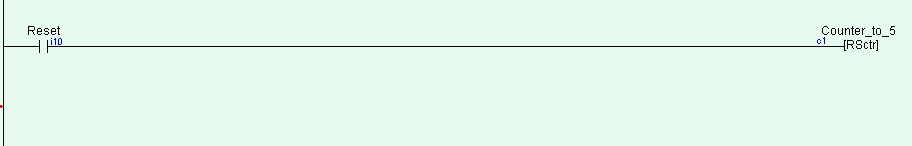 Reset
Counter_to_5
i10
c1
[RSctr]